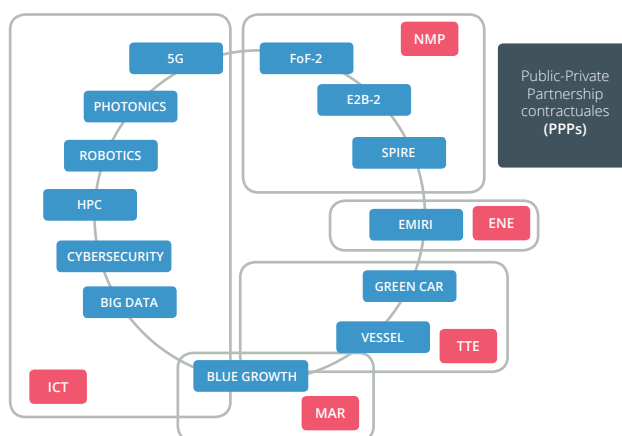 NMP
5G
FoF-2
Public-Private
Partnership
contractuales
(PPPs)
E2B-2
PHOTONICS
ROBOTICS
SPIRE
HPC
EMIRI
ENE
CYBERSECURITY
GREEN CAR
BIG DATA
VESSEL
TTE
BLUE GROWTH
ICT
MAR